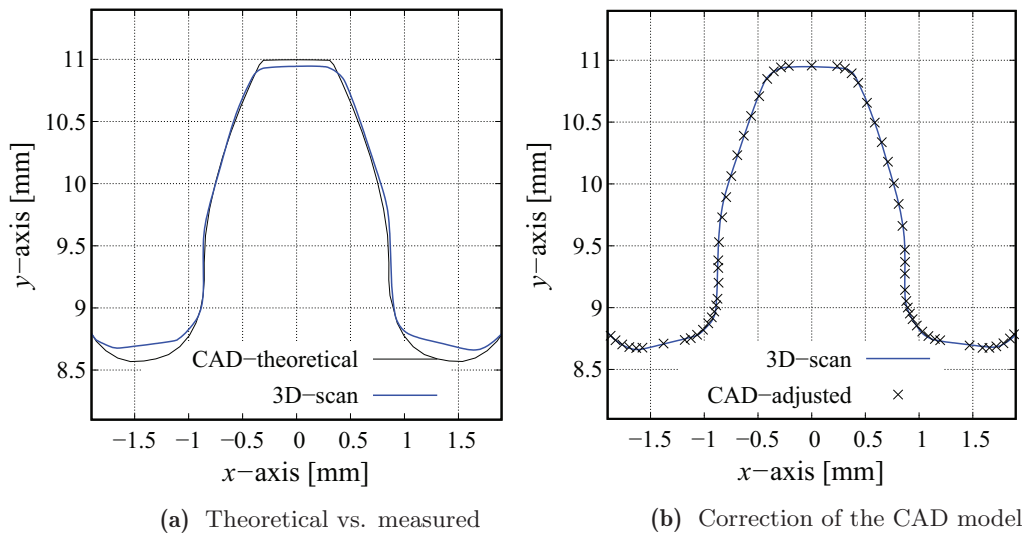 11
10.5
10
9.5
9
8.5
y−axis [mm]
CAD−theoretical
3D−scan
−1.5 −1 −0.5 0 0.5 1 1.5
x−axis [mm]
(a) Theoretical vs. measured
11
10.5
10
9.5
9
8.5
y−axis [mm]
3D−scan
CAD−adjusted
−1.5 −1 −0.5 0 0.5 1 1.5
x−axis [mm]
(b) Correction of the CAD model